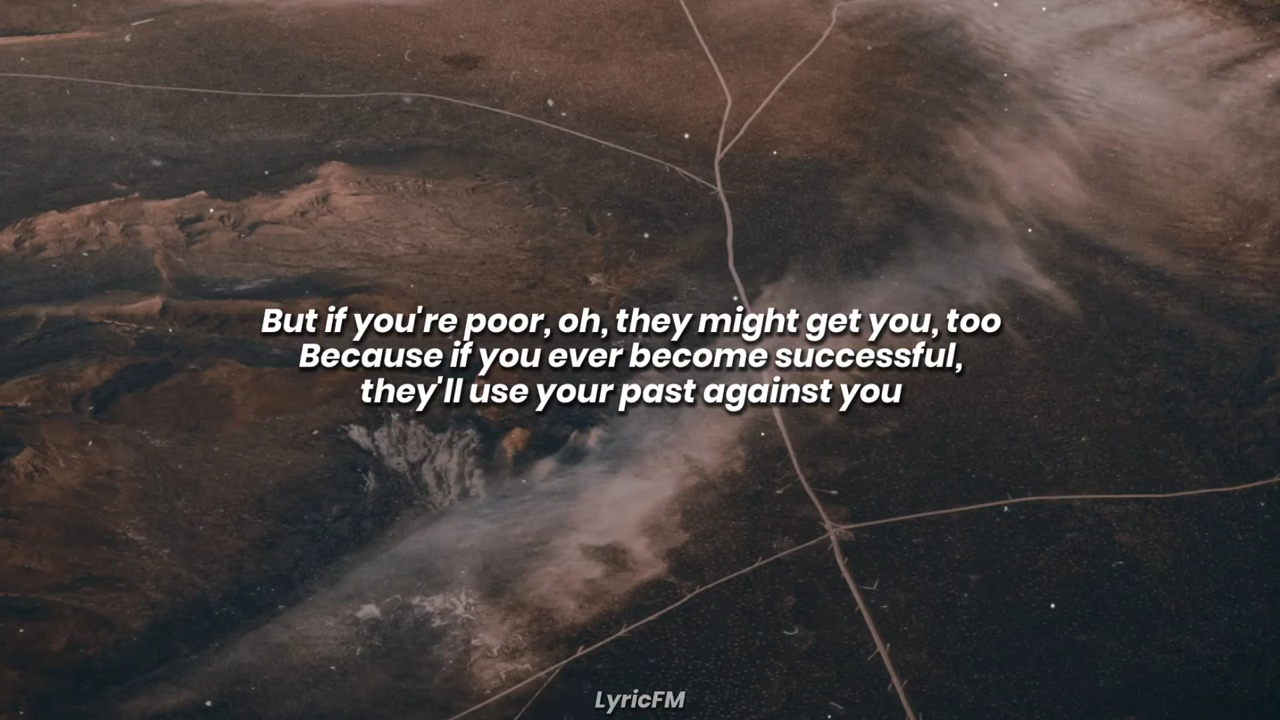 But if you're poor, oh, they might get you, too
Because if you ever become successful,
they'll use your past against you
LyricFM